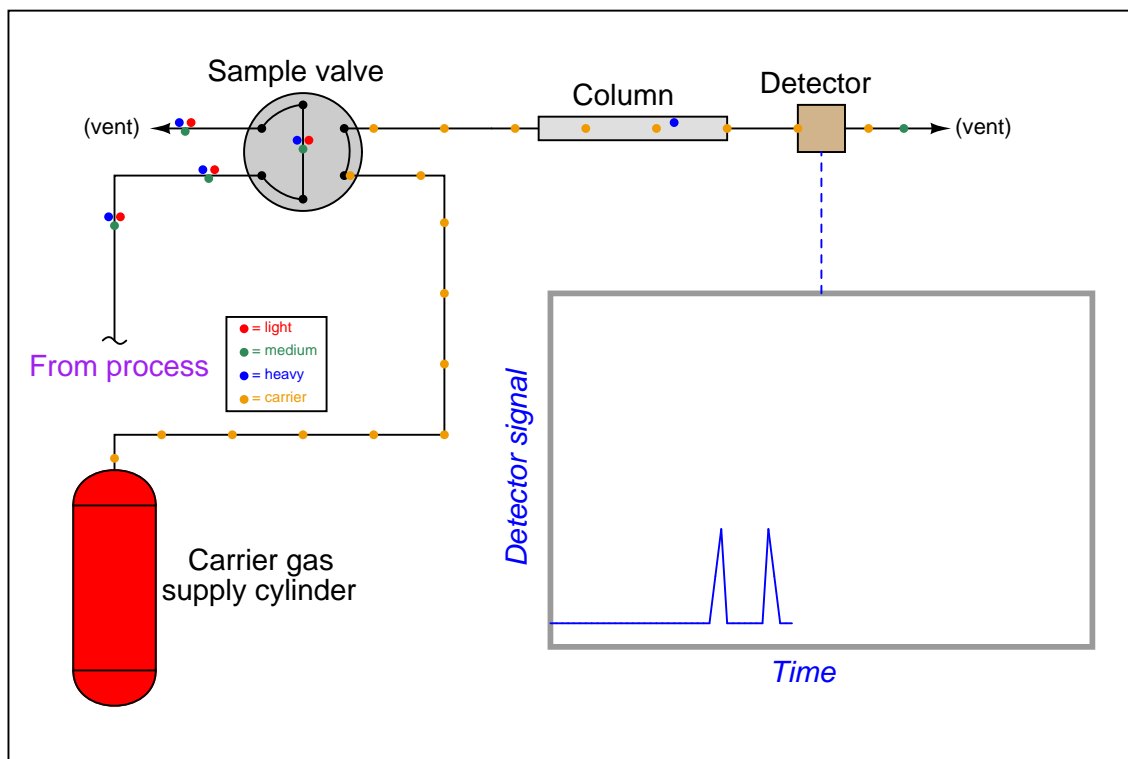 Sample valve
Column
Detector
(vent)
(vent)
From process
= light
= medium
= heavy
= carrier
Carrier gas
supply cylinder
Detector signal
Time